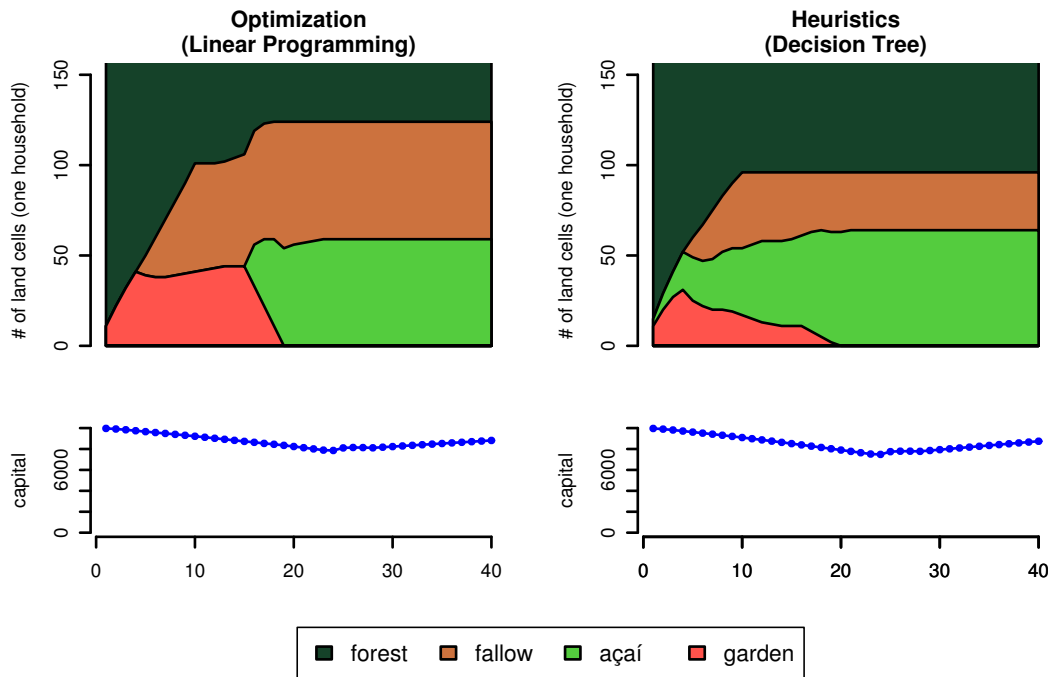 Optimization
(Linear Programming)
Heuristics
(Decision Tree)
# of land cells (one household)
0 50 100 150
# of land cells (one household)
0 50 100 150
capital
0 6000
capital
0 6000
0 10 20 30 40
0 10 20 30 40
forest fallow açaí garden